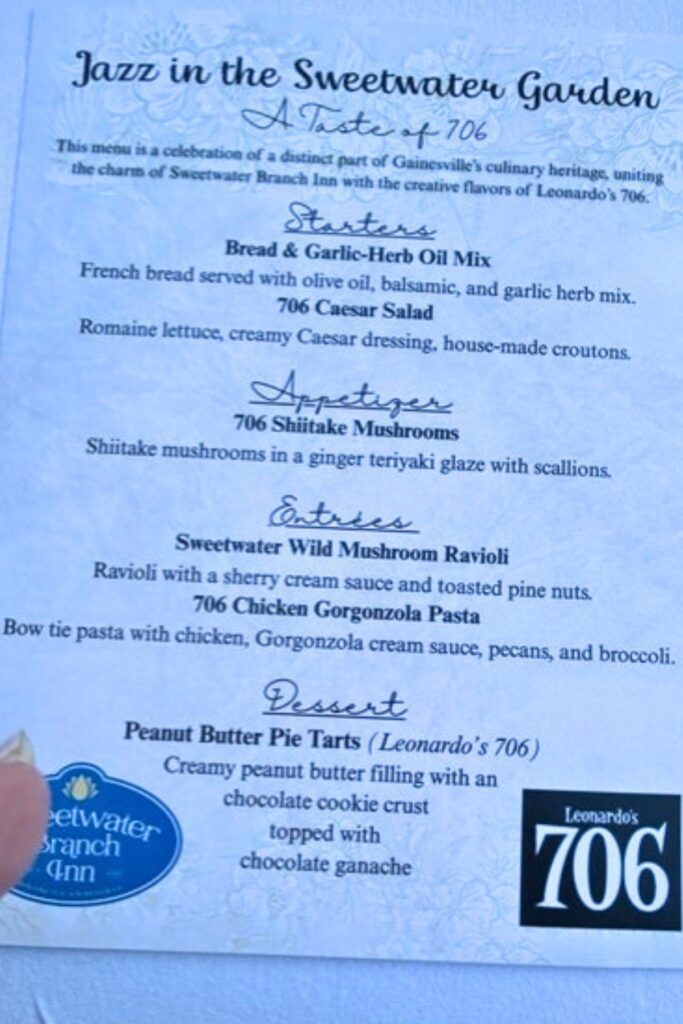 Jazz in the Sweetwater Garden
A Taste of 706
This menu is a celebration of a distinct part of Gainesville's culinary heritage, uniting
the charm of Sweetwater Branch Inn with the creative flavors of Leonardo's 706.
Starters
Bread & Garlic-Herb Oil Mix
French bread served with olive oil, balsamic, and garlic herb mix.
706 Caesar Salad
Romaine lettuce, creamy Caesar dressing, house-made croutons.
Appetizer
706 Shiitake Mushrooms
Shiitake mushrooms in a ginger teriyaki glaze with scallions.
Entrées
Sweetwater Wild Mushroom Ravioli
Ravioli with a sherry cream sauce and toasted pine nuts.
706 Chicken Gorgonzola Pasta
Bow tie pasta with chicken, Gorgonzola cream sauce, pecans, and broccoli.
Dessert
Peanut Butter Pie Tarts (Leonardo's 706)
Creamy peanut butter filling with an
chocolate cookie crust
topped with
chocolate ganache
eetwater
Branch
Inn
Leonardo's
706